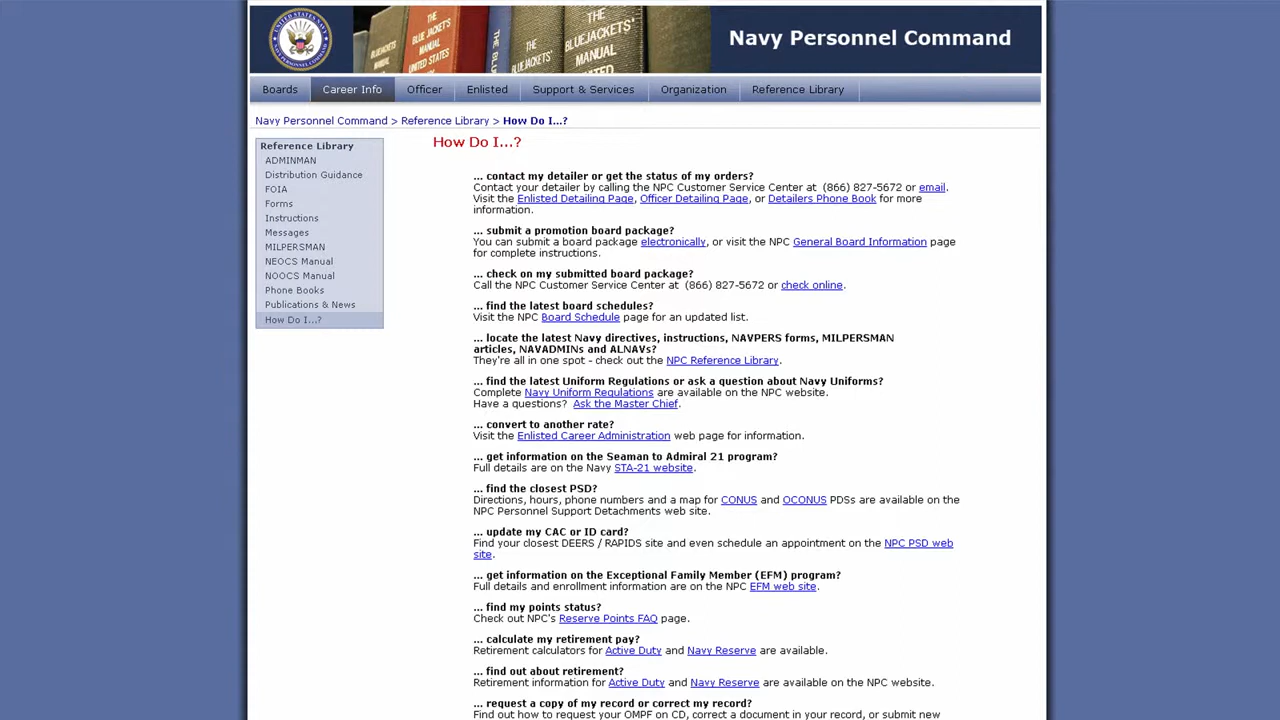 THE BLUEJACKETS MANUAL UNITED STATES
THE
BLUEJACKETS
MANUAL
Navy Personnel Command
Boards Career Info Officer Enlisted Support & Services Organization Reference Library
Navy Personnel Command > Reference Library > How Do I...?
Reference Library
ADMINMAN
Distribution Guidance
FOIA
Forms
Instructions
Messages
MILPERSMAN
NEOCS Manual
NOOCS Manual
Phone Books
Publications & News
How Do I...?
How Do I...?
... contact my detailer or get the status of my orders?
Contact your detailer by calling the NPC Customer Service Center at (866) 827-5672 or email.
Visit the Enlisted Detailing Page, Officer Detailing Page, or Detailers Phone Book for more
information.
... submit a promotion board package?
You can submit a board package electronically, or visit the NPC General Board Information page
for complete instructions.
... check on my submitted board package?
Call the NPC Customer Service Center at (866) 827-5672 or check online.
... find the latest board schedules?
Visit the NPC Board Schedule page for an updated list.
... locate the latest Navy directives, instructions, NAVPERS forms, MILPERSMAN
articles, NAVADMINs and ALNAVs?
They're all in one spot - check out the NPC Reference Library.
... find the latest Uniform Regulations or ask a question about Navy Uniforms?
Complete Navy Uniform Regulations are available on the NPC website.
Have a questions? Ask the Master Chief.
... convert to another rate?
Visit the Enlisted Career Administration web page for information.
... get information on the Seaman to Admiral 21 program?
Full details are on the Navy STA-21 website.
... find the closest PSD?
Directions, hours, phone numbers and a map for CONUS and OCONUS PDSs are available on the
NPC Personnel Support Detachments web site.
... update my CAC or ID card?
Find your closest DEERS / RAPIDS site and even schedule an appointment on the NPC PSD web
site.
... get information on the Exceptional Family Member (EFM) program?
Full details and enrollment information are on the NPC EFM web site.
... find my points status?
Check out NPC's Reserve Points FAQ page.
... calculate my retirement pay?
Retirement calculators for Active Duty and Navy Reserve are available.
... find out about retirement?
Retirement information for Active Duty and Navy Reserve are available on the NPC website.
... request a copy of my record or correct my record?
Find out how to request your OMPF on CD, correct a document in your record, or submit new